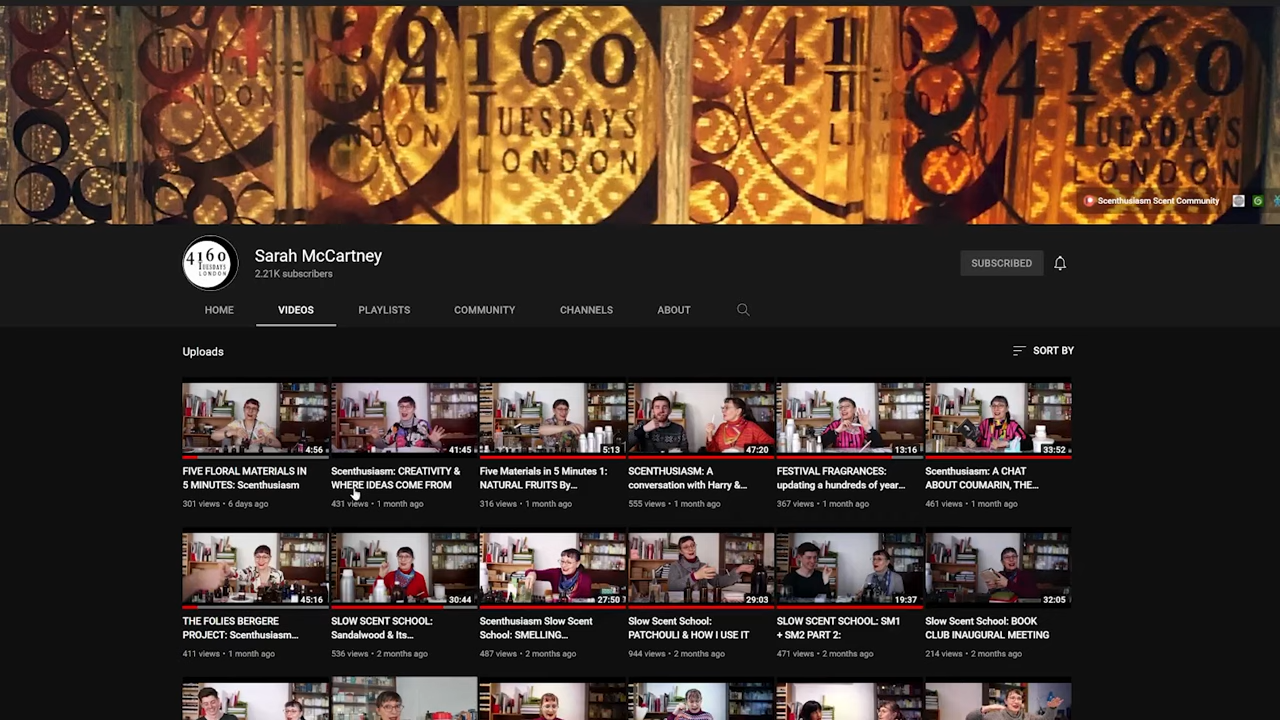 4160
TUESDAYS
LONDON
4160
TUESDAYS
LONDON
Scenthusiasm Scent Community
4160
TUESDAYS
LONDON
Sarah McCartney
2.21K subscribers
SUBSCRIBED
HOME VIDEOS PLAYLISTS COMMUNITY CHANNELS ABOUT
Uploads
SORT BY
4:56 41:45 5:13 47:20 13:16 33:52
FIVE FLORAL MATERIALS IN
5 MINUTES: Scenthusiasm
301 views • 6 days ago
Scenthusiasm: CREATIVITY &
WHERE IDEAS COME FROM
431 views • 1 month ago
Five Materials in 5 Minutes 1:
NATURAL FRUITS By...
316 views • 1 month ago
SCENTHUSIASM: A
conversation with Harry &...
555 views • 1 month ago
FESTIVAL FRAGRANCES:
updating a hundreds of year...
367 views • 1 month ago
Scenthusiasm: A CHAT
ABOUT COUMARIN, THE...
461 views • 1 month ago
45:16 30:44 27:50 29:03 19:37 32:05
THE FOLIES BERGERE
PROJECT: Scenthusiasm...
411 views • 1 month ago
SLOW SCENT SCHOOL:
Sandalwood & Its...
536 views • 2 months ago
Scenthusiasm Slow Scent
School: SMELLING...
487 views • 2 months ago
Slow Scent School:
PATCHOULI & HOW I USE IT
944 views • 2 months ago
SLOW SCENT SCHOOL: SM1
+ SM2 PART 2:
471 views • 2 months ago
Slow Scent School: BOOK
CLUB INAUGURAL MEETING
214 views • 2 months ago